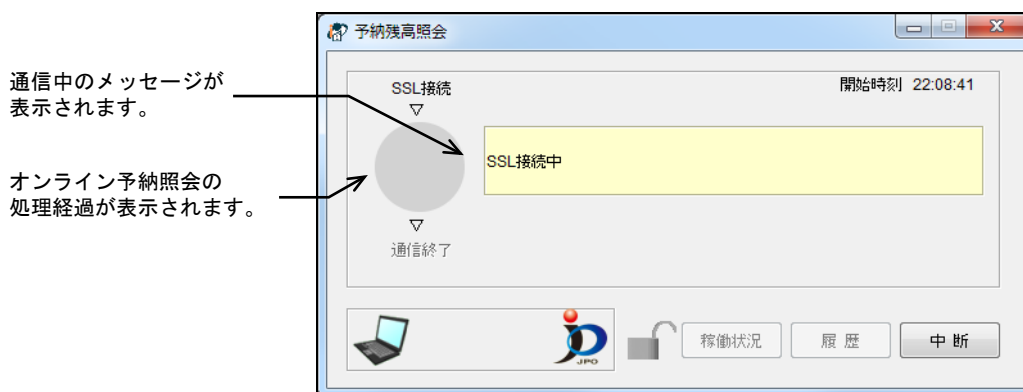 予納残高照会
通信中のメッセージが
表示されます。
オンライン予納照会の
処理経過が表示されます。
SSL接続
▽
開始時刻 22:08:41
SSL接続中
▽
通信終了
JPO
稼働状況
履 歴
中 断